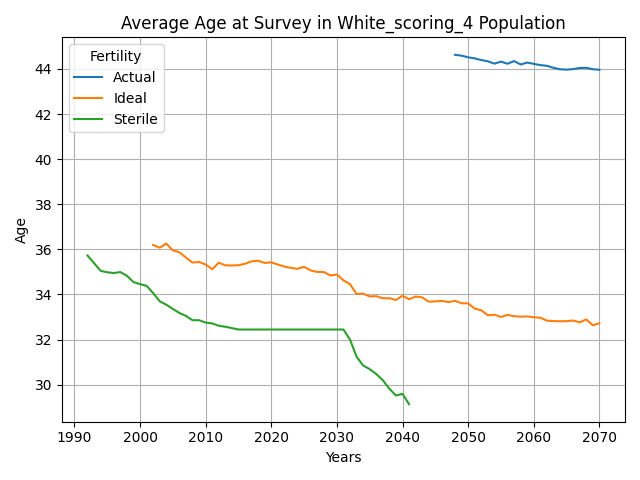 Average Age at Survey in White_scoring_4 Population
Fertility
Actual
Ideal
Sterile
Age
44
42
40
38
36
34
32
30
1990 2000 2010 2020 2030 2040 2050 2060 2070
Years